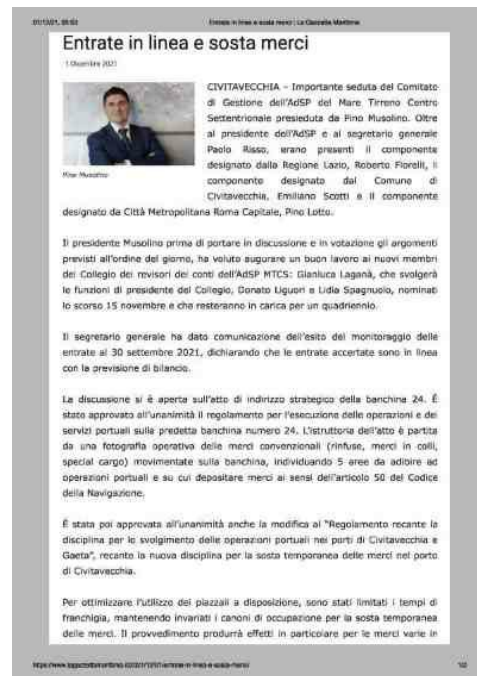 01/12/21, 09:53
Entrate in linea e sosta merci - La Gazzetta Marittima
Entrate in linea e sosta merci
1 Dicembre 2021
CIVITAVECCHIA – Importante seduta del Comitato
di Gestione dell'AdSP del Mare Tirreno Centro
Settentrionale presieduta da Pino Musolino. Oltre
al presidente dell'AdSP e al segretario generale
Paolo Risso, erano presenti il componente
designato dalla Regione Lazio, Roberto Fiorelli, il
componente designato dal Comune di
Civitavecchia, Emiliano Scotti e il componente
designato da Città Metropolitana Roma Capitale, Pino Lotto.
Pino Musolino
Il presidente Musolino prima di portare in discussione e in votazione gli argomenti
previsti all'ordine del giorno, ha voluto augurare un buon lavoro ai nuovi membri
del Collegio dei revisori dei conti dell'AdSP MTCS: Gianluca Laganà, che svolgerà
le funzioni di presidente del Collegio, Donato Liguori e Lidia Spagnuolo, nominati
lo scorso 15 novembre e che resteranno in carica per un quadriennio.
Il segretario generale ha dato comunicazione dell'esito del monitoraggio delle
entrate al 30 settembre 2021, dichiarando che le entrate accertate sono in linea
con la previsione di bilancio.
La discussione si è aperta sull'atto di indirizzo strategico della banchina 24. È
stato approvato all'unanimità il regolamento per l'esecuzione delle operazioni e dei
servizi portuali sulla predetta banchina numero 24. L'istruttoria dell'atto è partita
da una fotografia operativa delle merci convenzionali (rinfuse, merci in colli,
special cargo) movimentate sulla banchina, individuando 5 aree da adibire ad
operazioni portuali e su cui depositare merci ai sensi dell'articolo 50 del Codice
della Navigazione.
È stata poi approvata all'unanimità anche la modifica al "Regolamento recante la
disciplina per lo svolgimento delle operazioni portuali nei porti di Civitavecchia e
Gaeta", recante la nuova disciplina per la sosta temporanea delle merci nel porto
di Civitavecchia.
Per ottimizzare l'utilizzo dei piazzali a disposizione, sono stati limitati i tempi di
franchigia, mantenendo invariati i canoni di occupazione per la sosta temporanea
delle merci. Il provvedimento produrrà effetti in particolare per le merci varie in
1/2